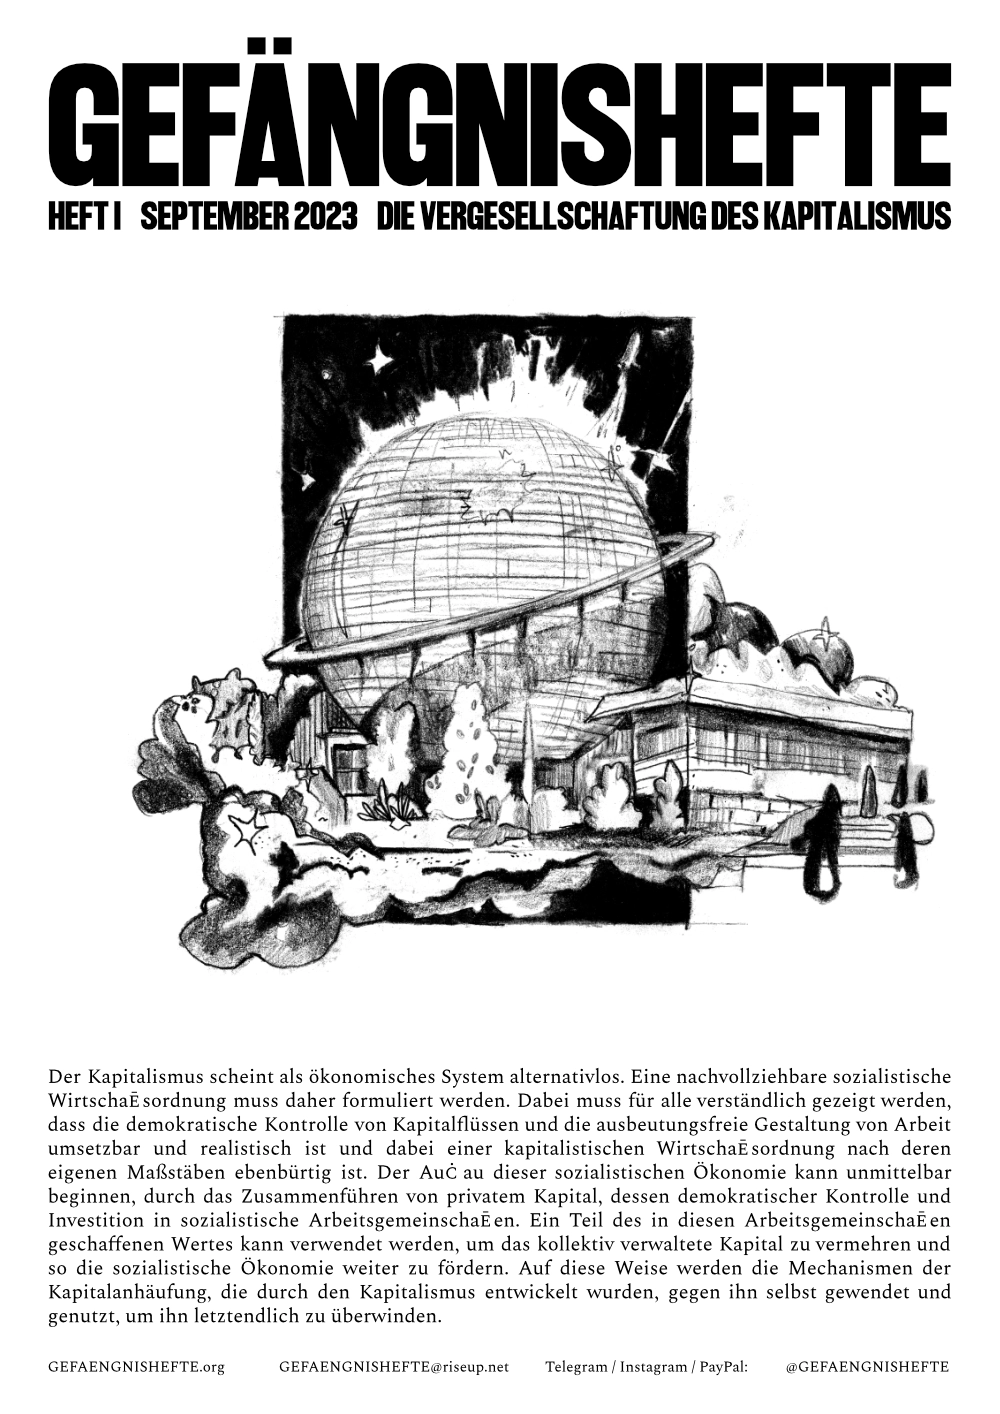 GEFÄNGNISHEFTE
HEFT I SEPTEMBER 2023 DIE VERGESELLSCHAFTUNG DES KAPITALISMUS
Der Kapitalismus scheint als ökonomisches System alternativlos. Eine nachvollziehbare sozialistische
WirtschaĒsordnung muss daher formuliert werden. Dabei muss für alle verständlich gezeigt werden,
dass die demokratische Kontrolle von Kapitalflüssen und die ausbeutungsfreie Gestaltung von Arbeit
umsetzbar und realistisch ist und dabei einer kapitalistischen WirtschaĒsordnung nach deren
eigenen Maßstäben ebenbürtig ist. Der AuĊau dieser sozialistischen Ökonomie kann unmittelbar
beginnen, durch das Zusammenführen von privatem Kapital, dessen demokratischer Kontrolle und
Investition in sozialistische ArbeitsgemeinschaĒen. Ein Teil des in diesen ArbeitsgemeinschaĒen
geschaffenen Wertes kann verwendet werden, um das kollektiv verwaltete Kapital zu vermehren und
so die sozialistische Ökonomie weiter zu fördern. Auf diese Weise werden die Mechanismen der
Kapitalanhäufung, die durch den Kapitalismus entwickelt wurden, gegen ihn selbst gewendet und
genutzt, um ihn letztendlich zu überwinden.
GEFAENGNISHEFTE.org GEFAENGNISHEFTE@riseup.net Telegram / Instagram / PayPal: @GEFAENGNISHEFTE